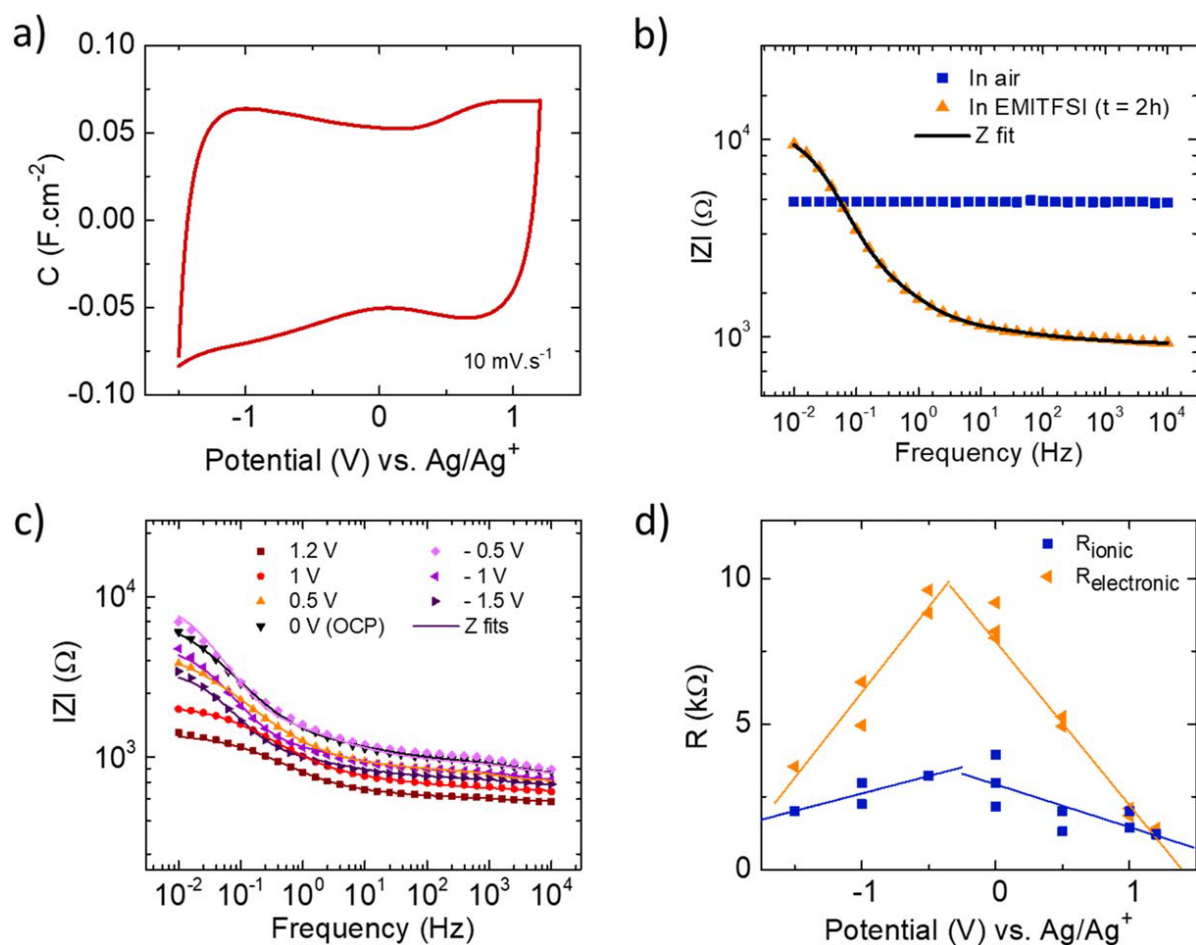 a)
0.10
0.05
0.00
-0.05
-0.10
C (F.cm⁻²)
10 mV.s⁻¹
-1
0
1
Potential (V) vs. Ag/Ag⁺
b)
In air
In EMITFSI (t = 2h)
Z fit
10⁴
10³
|Z| (Ω)
10⁻² 10⁻¹ 10⁰ 10¹ 10² 10³ 10⁴
Frequency (Hz)
c)
1.2 V
1 V
0.5 V
0 V (OCP)
- 0.5 V
- 1 V
- 1.5 V
Z fits
10⁴
10³
|Z| (Ω)
10⁻² 10⁻¹ 10⁰ 10¹ 10² 10³ 10⁴
Frequency (Hz)
d)
R_ionic
R_electronic
10
5
0
R (kΩ)
-1
0
1
Potential (V) vs. Ag/Ag⁺